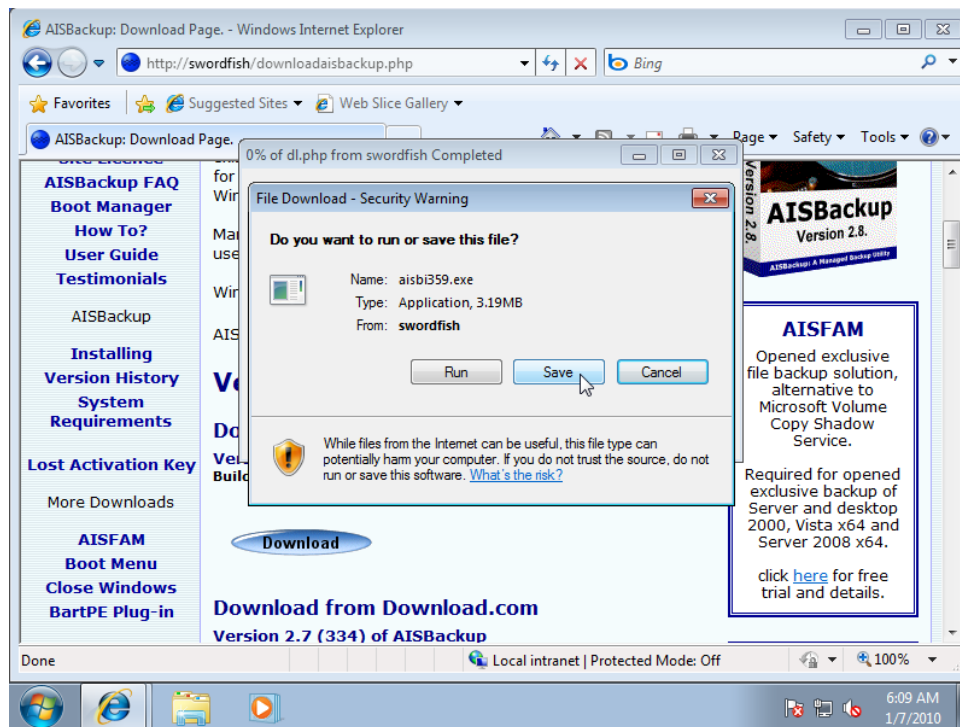 AISBackup: Download Page. - Windows Internet Explorer
http://swordfish/downloadaisbackup.php
Bing
Favorites
Suggested Sites
Web Slice Gallery
AISBackup: Download Page.
Page
Safety
Tools
0% of dl.php from swordfish Completed
File Download - Security Warning
Do you want to run or save this file?
Name: aisbi359.exe
Type: Application, 3.19MB
From: swordfish
Run
Save
Cancel
While files from the Internet can be useful, this file type can
potentially harm your computer. If you do not trust the source, do not
run or save this software. What's the risk?
AISBackup FAQ
Boot Manager
How To?
User Guide
Testimonials
AISBackup
Installing
Version History
System
Requirements
Lost Activation Key
More Downloads
AISFAM
Boot Menu
Close Windows
BartPE Plug-in
for
Download
Download from Download.com
Version 2.7 (334) of AISBackup
Version 2.8.
AISBackup
Version 2.8.
AISBackup: A Managed Backup Utility
AISFAM
Opened exclusive
file backup solution,
alternative to
Microsoft Volume
Copy Shadow
Service.
Required for opened
exclusive backup of
Server and desktop
2000, Vista x64 and
Server 2008 x64.
click here for free
trial and details.
Done
Local intranet | Protected Mode: Off
100%
6:09 AM
1/7/2010